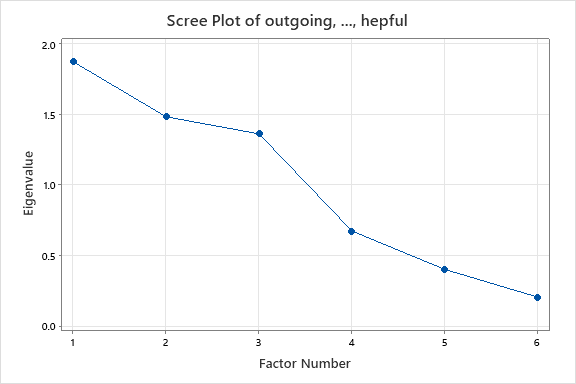 Scree Plot of outgoing, ..., hepful
2.0
1.5
1.0
0.5
0.0
Eigenvalue
1 2 3 4 5 6
Factor Number